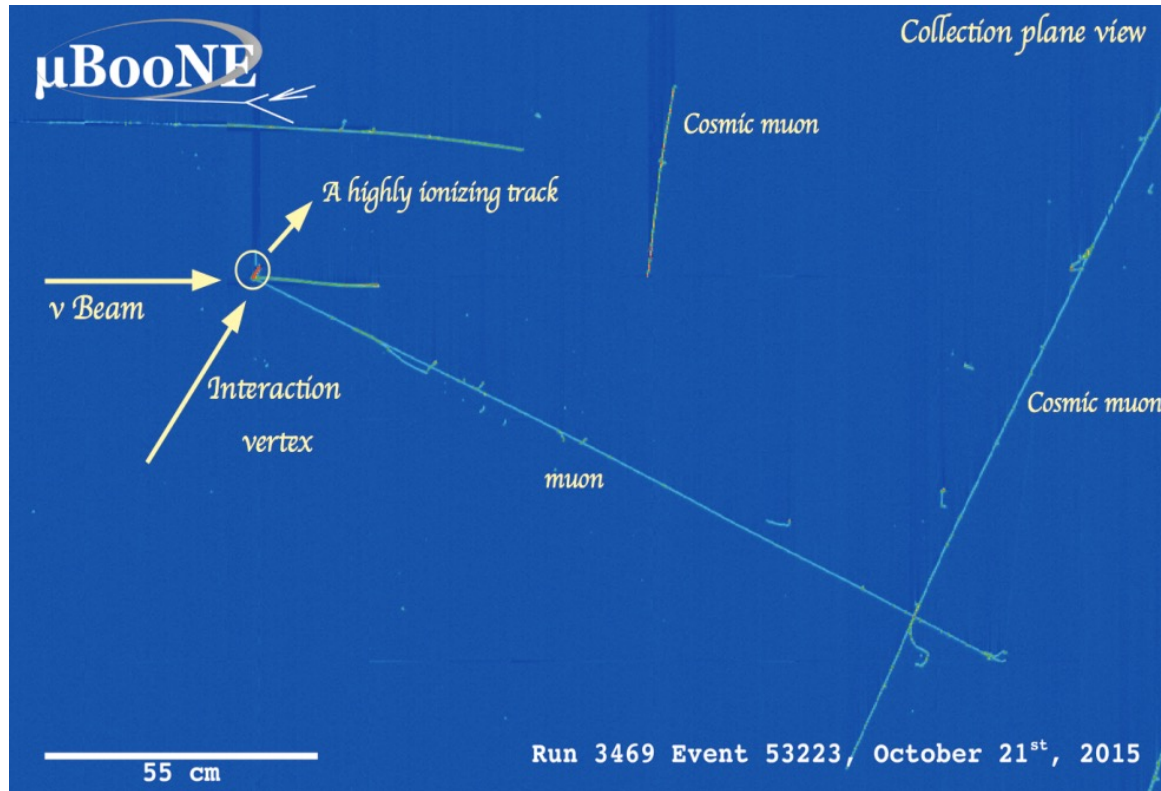 µBooNE
Collection plane view
Cosmic muon
A highly ionizing track
ν Beam
Interaction
vertex
Cosmic muon
muon
55 cm
Run 3469 Event 53223, October 21st, 2015